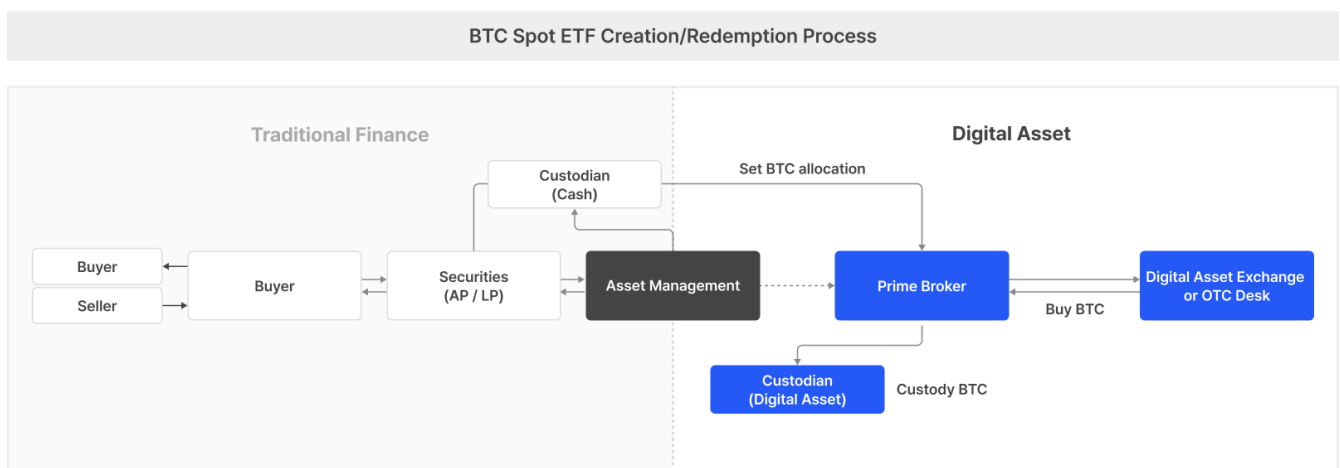 BTC Spot ETF Creation/Redemption Process
Traditional Finance
Digital Asset
Custodian
(Cash)
Set BTC allocation
Buyer
Seller
Buyer
Securities
(AP / LP)
Asset Management
Prime Broker
Digital Asset Exchange
or OTC Desk
Buy BTC
Custodian
(Digital Asset)
Custody BTC